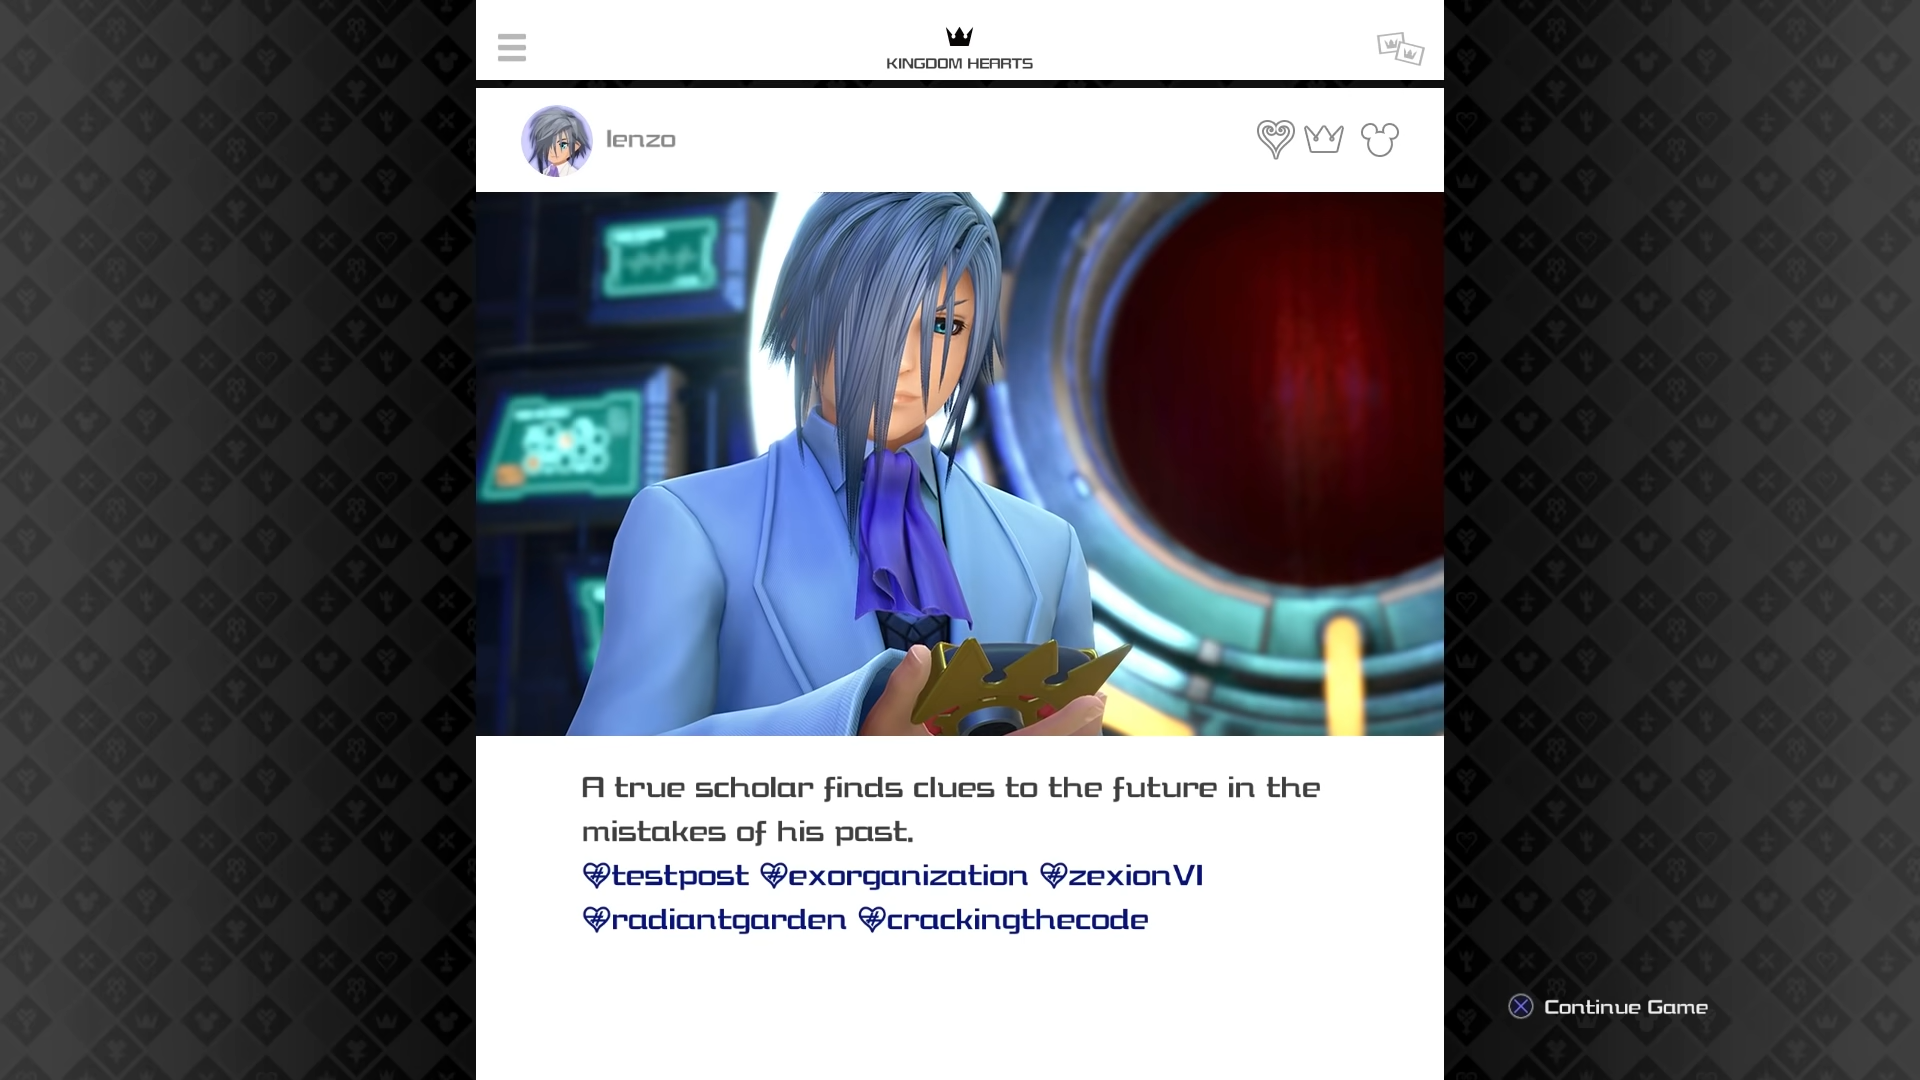 KINGDOM HEARTS
Ienzo
A true scholar finds clues to the future in the
mistakes of his past.
#testpost #exorganization #zexionVI
#radiantgarden #crackingthecode
Continue Game